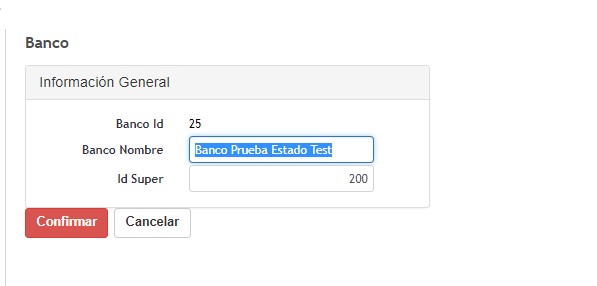 Banco
Información General
Banco Id 25
Banco Nombre Banco Prueba Estado Test
Id Super 200
Confirmar Cancelar